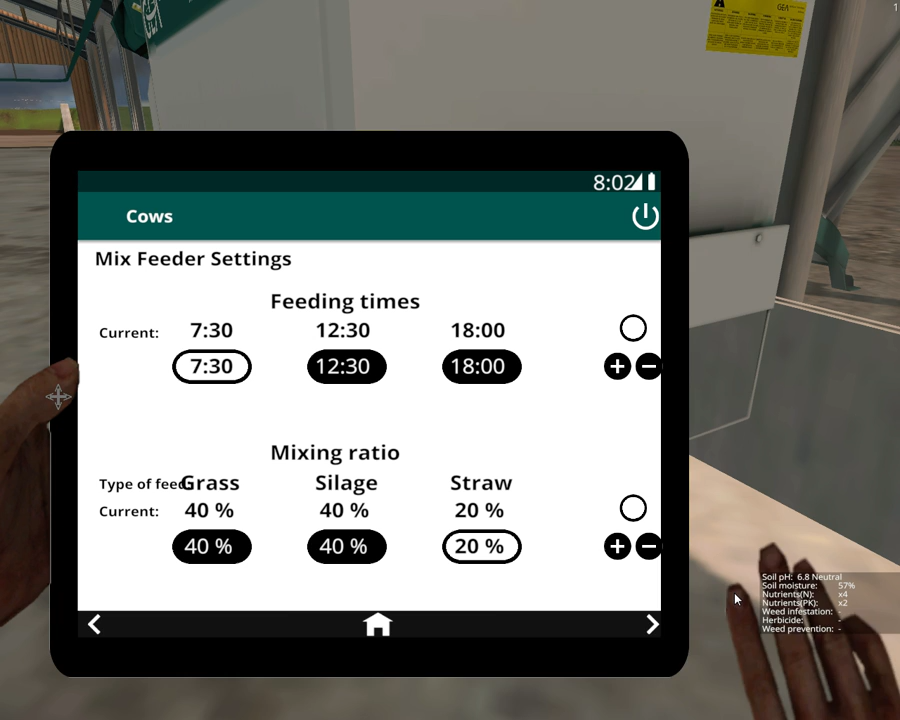 1
GEA
8:02
Cows
Mix Feeder Settings
Feeding times
Current: 7:30 12:30 18:00
7:30 12:30 18:00
Mixing ratio
Type of feed Grass Silage Straw
Current: 40 % 40 % 20 %
40 % 40 % 20 %
Soil pH: 6.8 Neutral
Soil moisture: 57%
Nutrients(N): x4
Nutrients(PK): x2
Weed infestation: -
Herbicide: -
Weed prevention: -